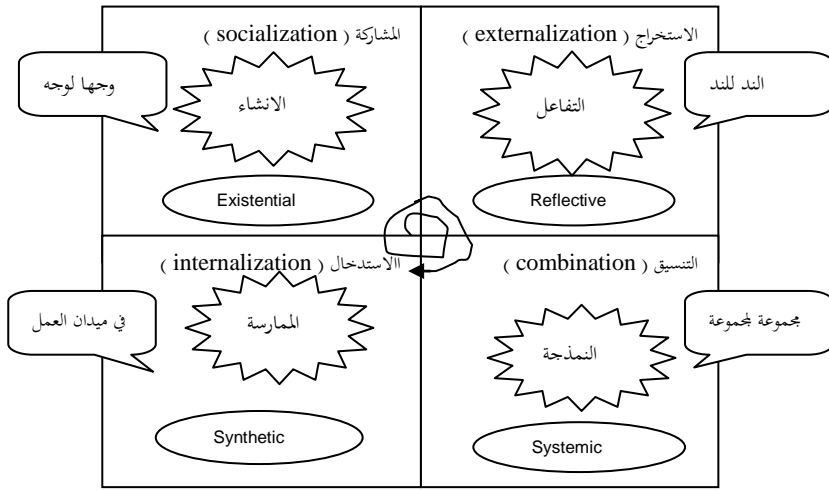 المشاركة ( socialization )
وجها لوجه
الانشاء
Existential
الاستخراج ( externalization )
الند للند
التفاعل
Reflective
االاستدخال ( internalization )
في ميدان العمل
الممارسة
Synthetic
التنسيق ( combination )
مجموعة لمجموعة
النمذجة
Systemic